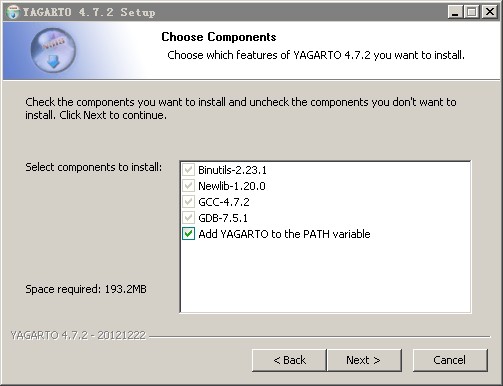 YAGARTO 4.7.2 Setup
Choose Components
Choose which features of YAGARTO 4.7.2 you want to install.
Check the components you want to install and uncheck the components you don't want to
install. Click Next to continue.
Select components to install:
Binutils-2.23.1
Newlib-1.20.0
GCC-4.7.2
GDB-7.5.1
Add YAGARTO to the PATH variable
Space required: 193.2MB
YAGARTO 4.7.2 - 20121222
< Back
Next >
Cancel